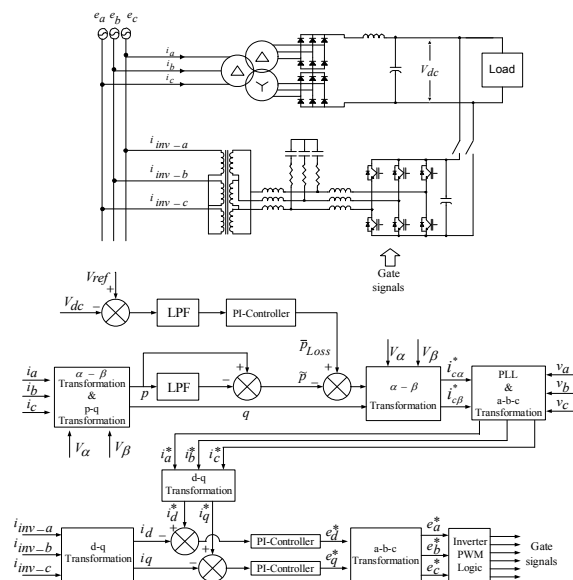 e_a e_b e_c
i_a
i_b
i_c
V_dc
Load
i_inv-a
i_inv-b
i_inv-c
Gate
signals
V_ref
V_dc
LPF
PI-Controller
p̅_Loss
V_α V_β
i_a
i_b
i_c
α - β
Transformation
&
p-q
Transformation
p
LPF
p̃
q
α - β
Transformation
i*_cα
i*_cβ
PLL
&
a-b-c
Transformation
v_a
v_b
v_c
V_α V_β
i*_a i*_b i*_c
d-q
Transformation
i*_d i*_q
i_inv-a
i_inv-b
i_inv-c
d-q
Transformation
i_d
i_q
PI-Controller
PI-Controller
e*_d
e*_q
a-b-c
Transformation
e*_a
e*_b
e*_c
Inverter
PWM
Logic
Gate
signals